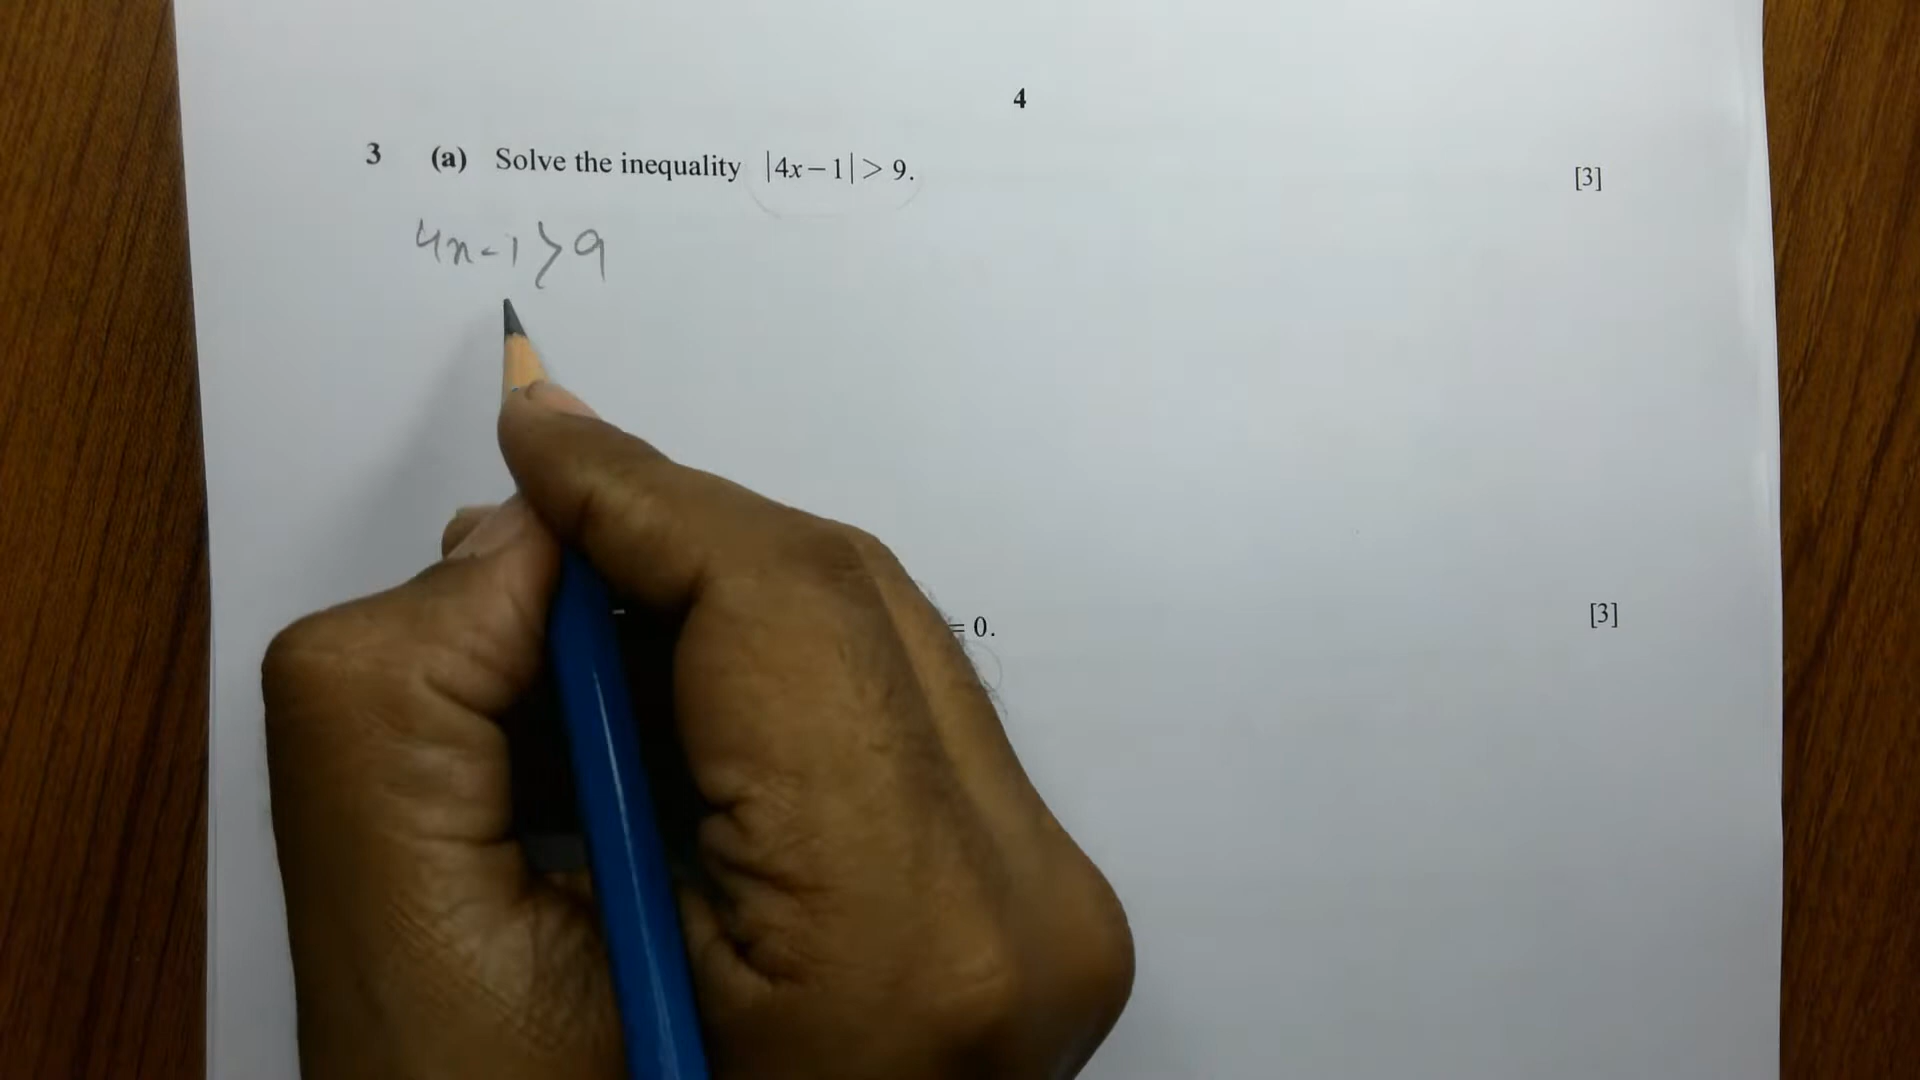 4
3 (a) Solve the inequality |4x−1| > 9. [3]
4x-1>9
= 0. [3]